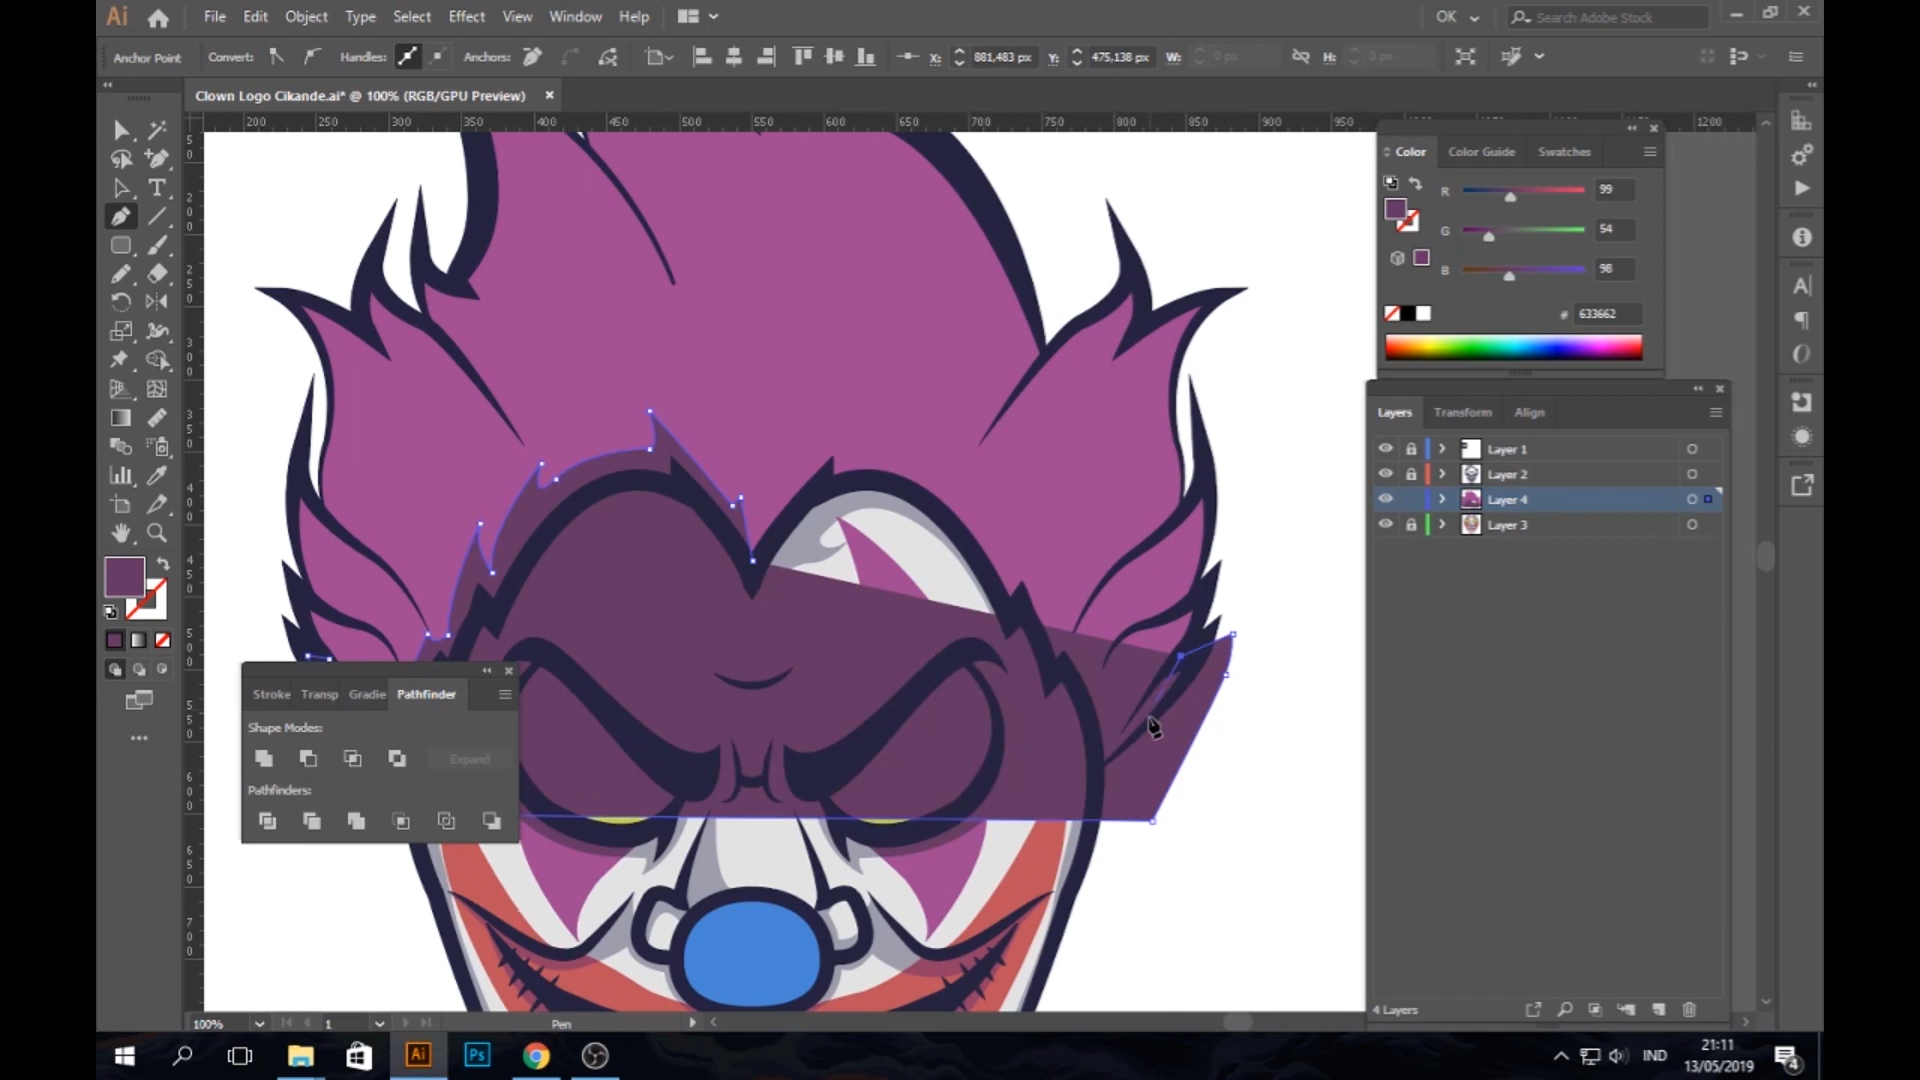 Ai File Edit Object Type Select Effect View Window Help OK Search Adobe Stock
Anchor Point Convert: Handles: Anchors: X: 881,483 px Y: 475,138 px W: 0 px H: 0 px
Clown Logo Cikande.ai* @ 100% (RGB/GPU Preview) ×
200 250 300 350 400 450 500 550 600 650 700 750 800 850 900 950 1200
Color Color Guide Swatches
R 99
G 54
B 98
# 633662
Layers Transform Align
Layer 1
Layer 2
Layer 4
Layer 3
Stroke Transp Gradie Pathfinder
Shape Modes:
Expand
Pathfinders:
4 Layers
100% 1 Pen
Ai Ps IND 21:11
13/05/2019 4